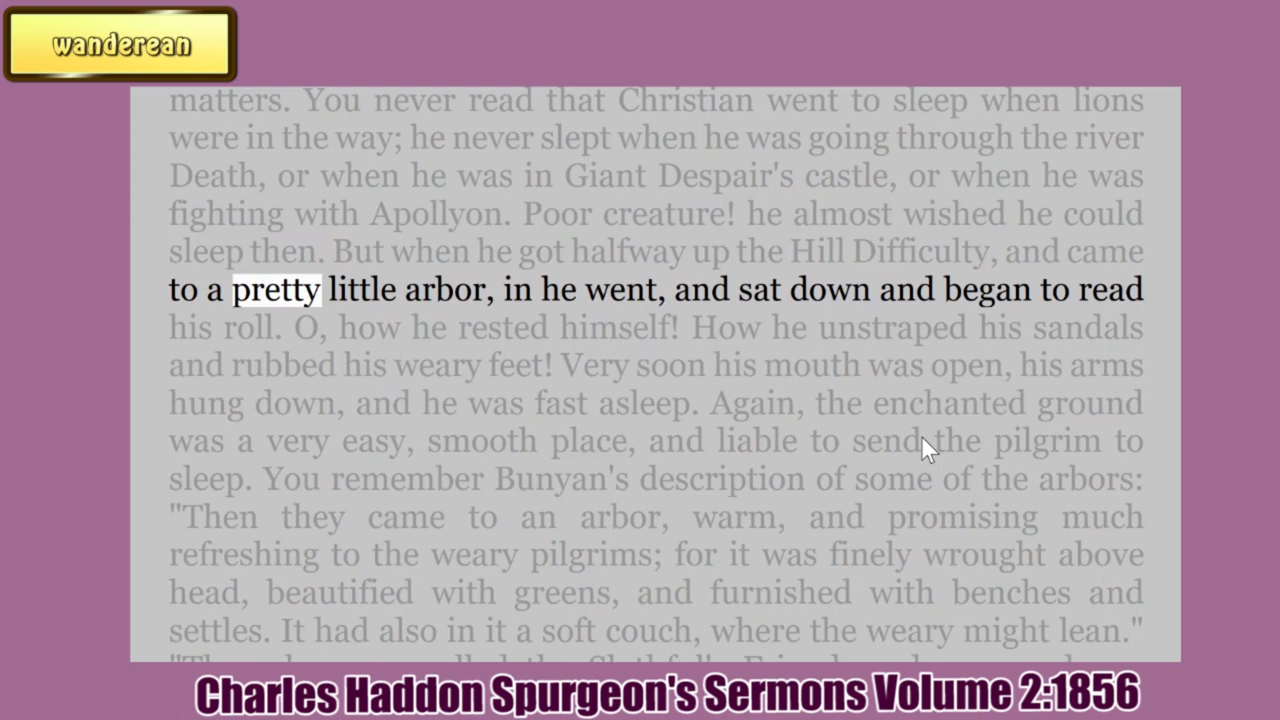 wanderean
matters. You never read that Christian went to sleep when lions
were in the way; he never slept when he was going through the river
Death, or when he was in Giant Despair's castle, or when he was
fighting with Apollyon. Poor creature! he almost wished he could
sleep then. But when he got halfway up the Hill Difficulty, and came
to a pretty little arbor, in he went, and sat down and began to read
his roll. O, how he rested himself! How he unstraped his sandals
and rubbed his weary feet! Very soon his mouth was open, his arms
hung down, and he was fast asleep. Again, the enchanted ground
was a very easy, smooth place, and liable to send the pilgrim to
sleep. You remember Bunyan's description of some of the arbors:
"Then they came to an arbor, warm, and promising much
refreshing to the weary pilgrims; for it was finely wrought above
head, beautified with greens, and furnished with benches and
settles. It had also in it a soft couch, where the weary might lean."
Charles Haddon Spurgeon's Sermons Volume 2:1856